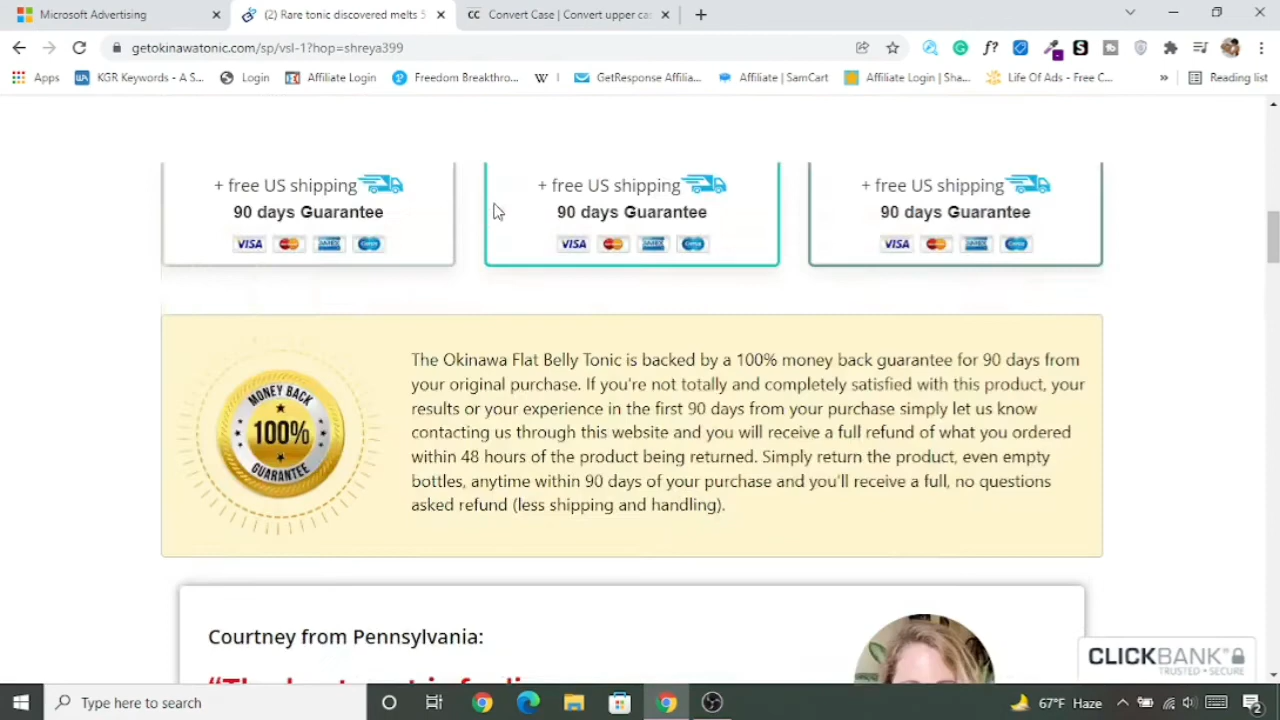 Microsoft Advertising
(2) Rare tonic discovered melts 5
CC Convert Case | Convert upper cas
getokinawatonic.com/sp/vsl-1?hop=shreya399
f?
S
Apps
KGR Keywords - A S...
Login
Affiliate Login
Freedom Breakthro...
W
GetResponse Affilia...
Affiliate | SamCart
Affiliate Login | Sha...
Life Of Ads - Free C...
»
Reading list
+ free US shipping
90 days Guarantee
VISA
+ free US shipping
90 days Guarantee
VISA
+ free US shipping
90 days Guarantee
VISA
MONEY BACK
100%
GUARANTEE
The Okinawa Flat Belly Tonic is backed by a 100% money back guarantee for 90 days from
your original purchase. If you're not totally and completely satisfied with this product, your
results or your experience in the first 90 days from your purchase simply let us know
contacting us through this website and you will receive a full refund of what you ordered
within 48 hours of the product being returned. Simply return the product, even empty
bottles, anytime within 90 days of your purchase and you'll receive a full, no questions
asked refund (less shipping and handling).
Courtney from Pennsylvania:
CLICKBANK
TRUSTED • SECURE
Type here to search
67°F Haze
2